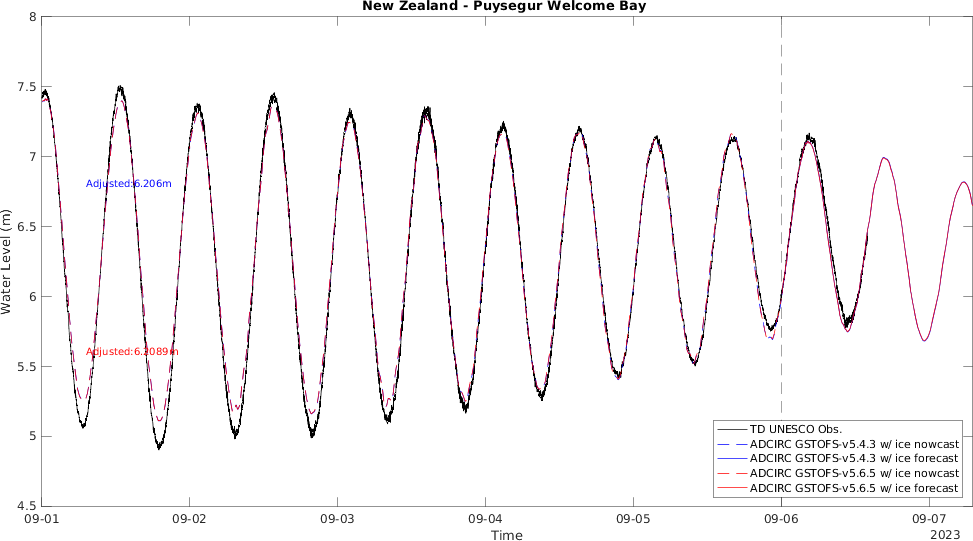 New Zealand - Puysegur Welcome Bay
8
7.5
7
6.5
6
5.5
5
4.5
Water Level (m)
Adjusted:6.206m
Adjusted:6.2089m
TD UNESCO Obs.
ADCIRC GSTOFS-v5.4.3 w/ ice nowcast
ADCIRC GSTOFS-v5.4.3 w/ ice forecast
ADCIRC GSTOFS-v5.6.5 w/ ice nowcast
ADCIRC GSTOFS-v5.6.5 w/ ice forecast
09-01 09-02 09-03 09-04 09-05 09-06 09-07
Time
2023